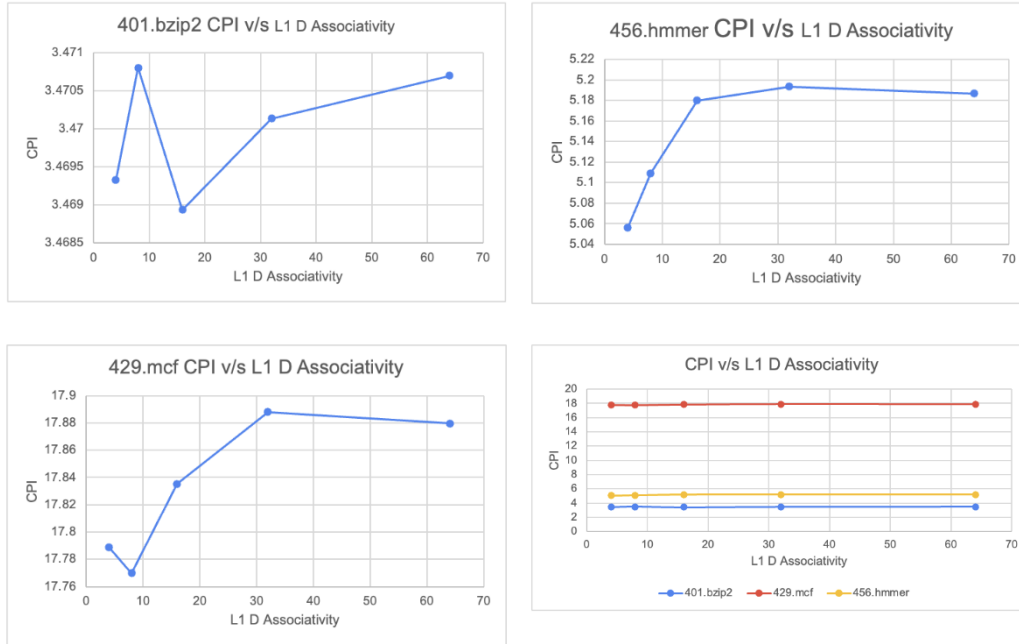 401.bzip2 CPI v/s L1 D Associativity
3.471
3.4705
3.47
3.4695
3.469
3.4685
CPI
0 10 20 30 40 50 60 70
L1 D Associativity
456.hmmer CPI v/s L1 D Associativity
5.22
5.2
5.18
5.16
5.14
5.12
5.1
5.08
5.06
5.04
CPI
0 10 20 30 40 50 60 70
L1 D Associativity
429.mcf CPI v/s L1 D Associativity
17.9
17.88
17.86
17.84
17.82
17.8
17.78
17.76
CPI
0 10 20 30 40 50 60 70
L1 D Associativity
CPI v/s L1 D Associativity
20
18
16
14
12
10
8
6
4
2
0
CPI
0 10 20 30 40 50 60 70
L1 D Associativity
401.bzip2 429.mcf 456.hmmer